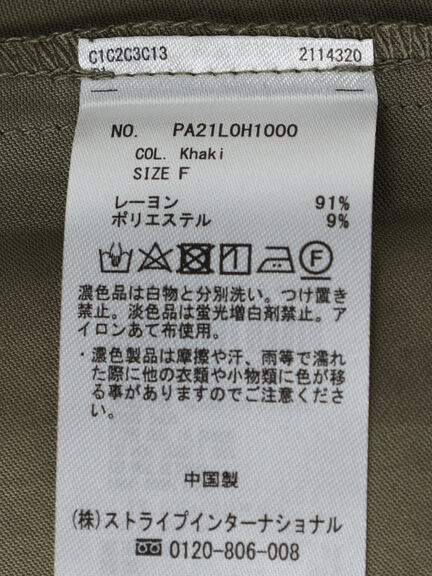 C1C2C3C13 2114320
NO. PA21L0H1000
COL. Khaki
SIZE F
レーヨン 91%
ポリエステル 9%
F
濃色品は白物と分別洗い。つけ置き
禁止。淡色品は蛍光増白剤禁止。ア
イロンあて布使用。
・濃色製品は摩擦や汗、雨等で濡れ
た際に他の衣類や小物類に色が移
る事がありますのでご注意くださ
い。
中国製
(株)ストライプインターナショナル
0120-806-008